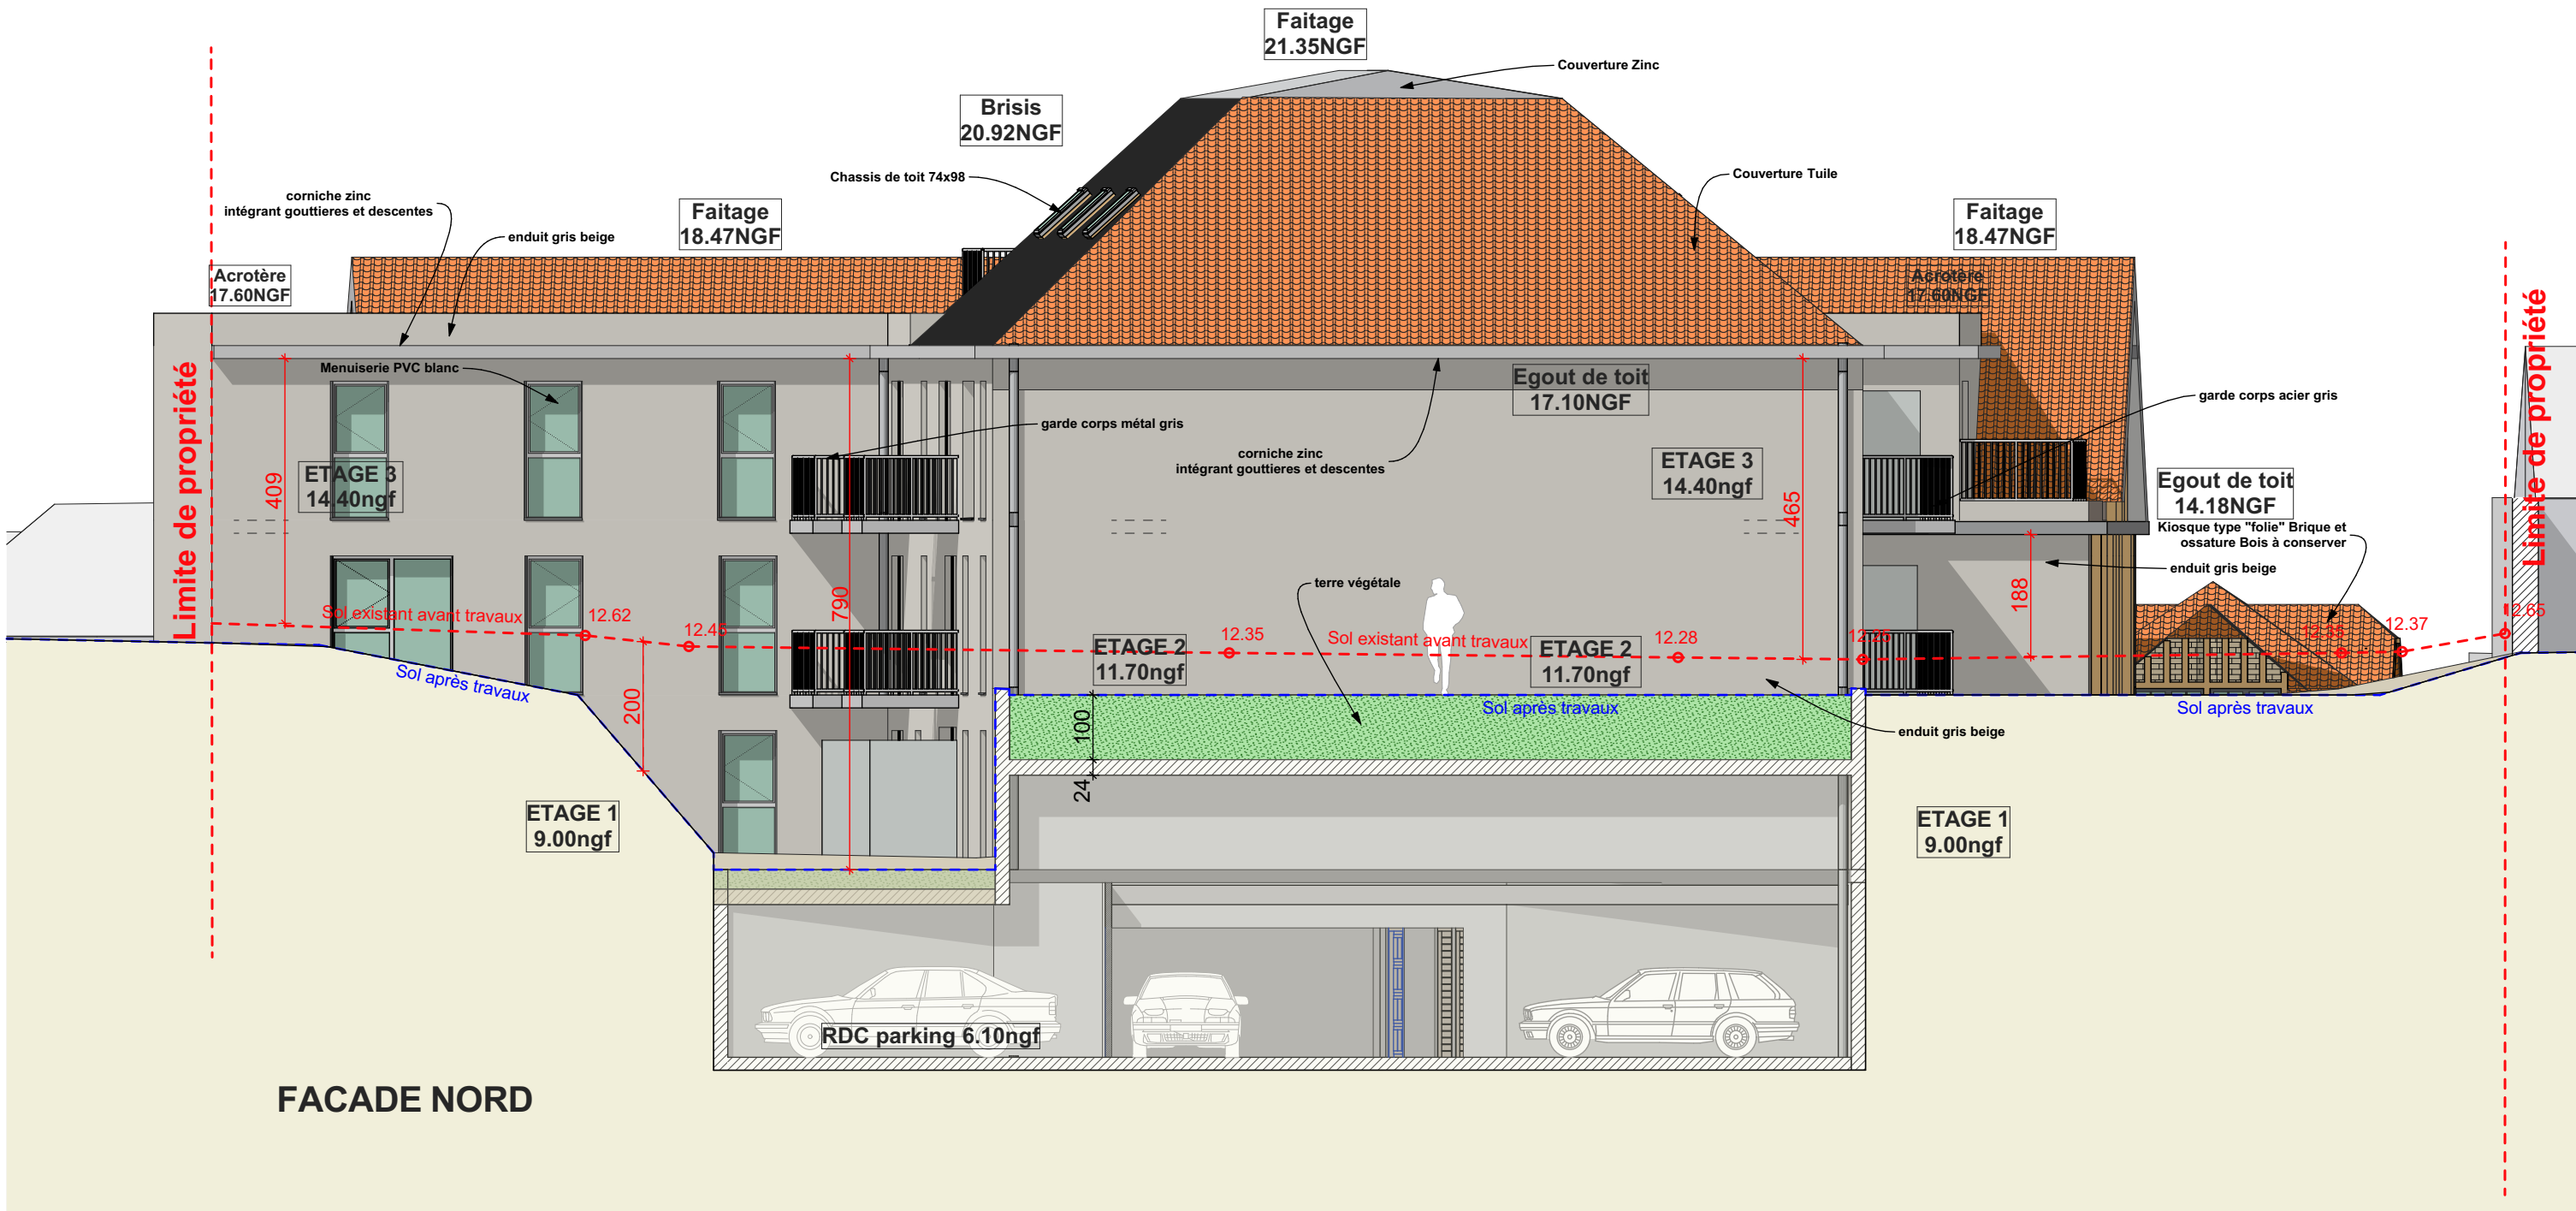 Faitage
21.35NGF
Couverture Zinc
Brisis
20.92NGF
Chassis de toit 74x98
Couverture Tuile
corniche zinc
intégrant gouttieres et descentes
Faitage
18.47NGF
enduit gris beige
Faitage
18.47NGF
Acrotère
17.60NGF
Acrotère
17.60NGF
Limite de propriété
Limite de propriété
Menuiserie PVC blanc
Egout de toit
17.10NGF
garde corps acier gris
garde corps métal gris
corniche zinc
intégrant gouttieres et descentes
ETAGE 3
14.40ngf
409
ETAGE 3
14.40ngf
465
Egout de toit
14.18NGF
Kiosque type "folie" Brique et
ossature Bois à conserver
enduit gris beige
terre végétale
790
188
Sol existant avant travaux
12.62
12.45
12.35
Sol existant avant travaux
12.28
12.25
12.37
12.65
ETAGE 2
11.70ngf
ETAGE 2
11.70ngf
Sol après travaux
200
100
Sol après travaux
Sol après travaux
enduit gris beige
24
ETAGE 1
9.00ngf
ETAGE 1
9.00ngf
RDC parking 6.10ngf
FACADE NORD